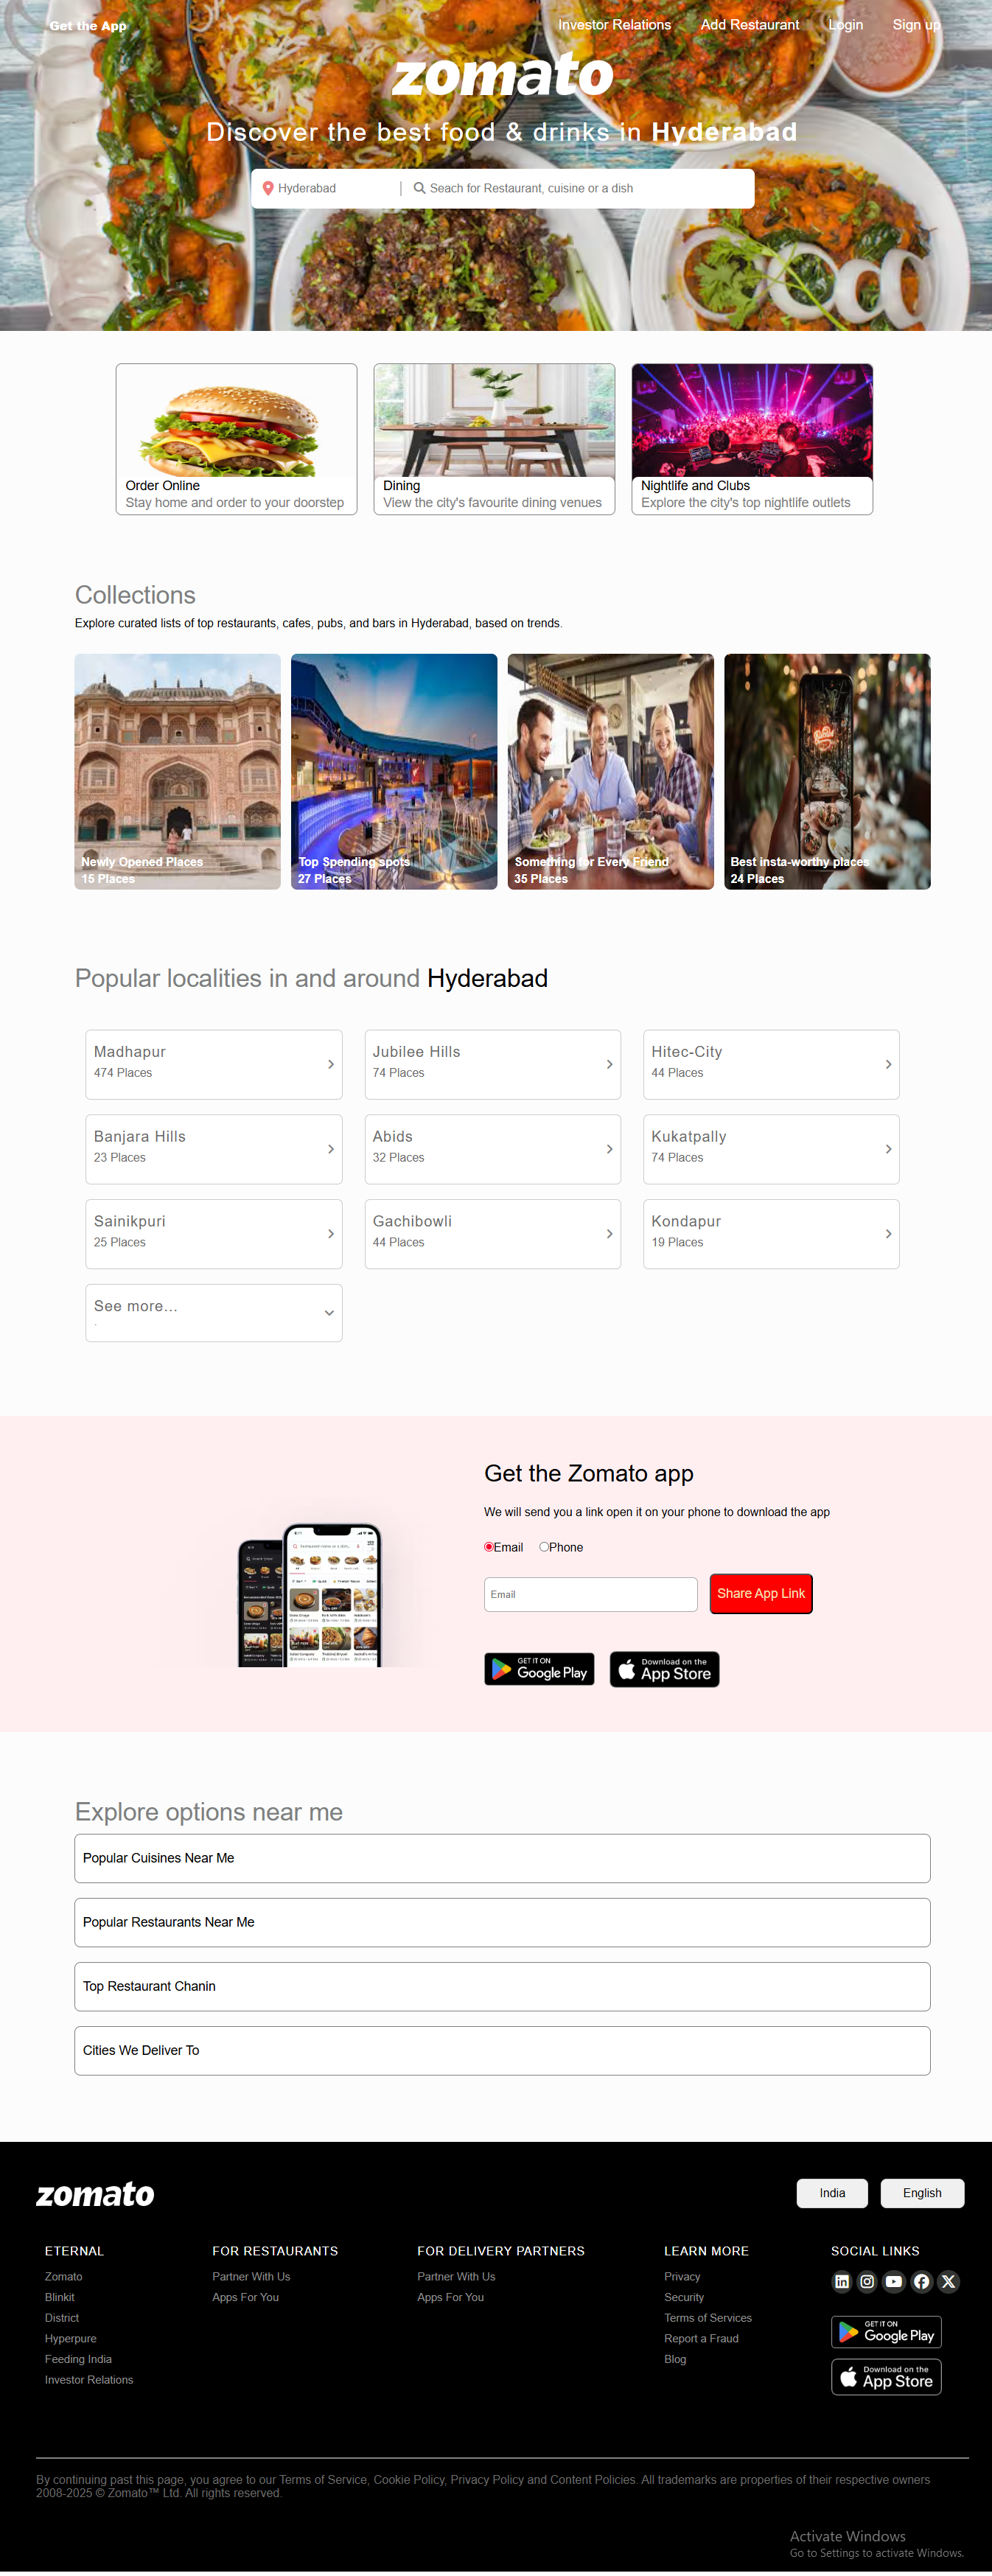 Get the App
Investor Relations
Add Restaurant
Login
Sign up
zomato
Discover the best food & drinks in Hyderabad
Hyderabad | Seach for Restaurant, cuisine or a dish
Order Online
Stay home and order to your doorstep
Dining
View the city's favourite dining venues
Nightlife and Clubs
Explore the city's top nightlife outlets
Collections
Explore curated lists of top restaurants, cafes, pubs, and bars in Hyderabad, based on trends.
Newly Opened Places
15 Places
Top Spending spots
27 Places
Something for Every Friend
35 Places
Best insta-worthy places
24 Places
Popular localities in and around Hyderabad
Madhapur
474 Places
Jubilee Hills
74 Places
Hitec-City
44 Places
Banjara Hills
23 Places
Abids
32 Places
Kukatpally
74 Places
Sainikpuri
25 Places
Gachibowli
44 Places
Kondapur
19 Places
See more...
.
Get the Zomato app
We will send you a link open it on your phone to download the app
Email
Phone
Email
Share App Link
GET IT ON
Google Play
Download on the
App Store
Explore options near me
Popular Cuisines Near Me
Popular Restaurants Near Me
Top Restaurant Chanin
Cities We Deliver To
zomato
India
English
ETERNAL
Zomato
Blinkit
District
Hyperpure
Feeding India
Investor Relations
FOR RESTAURANTS
Partner With Us
Apps For You
FOR DELIVERY PARTNERS
Partner With Us
Apps For You
LEARN MORE
Privacy
Security
Terms of Services
Report a Fraud
Blog
SOCIAL LINKS
GET IT ON
Google Play
Download on the
App Store
By continuing past this page, you agree to our Terms of Service, Cookie Policy, Privacy Policy and Content Policies. All trademarks are properties of their respective owners
2008-2025 © Zomato™ Ltd. All rights reserved.
Activate Windows
Go to Settings to activate Windows.